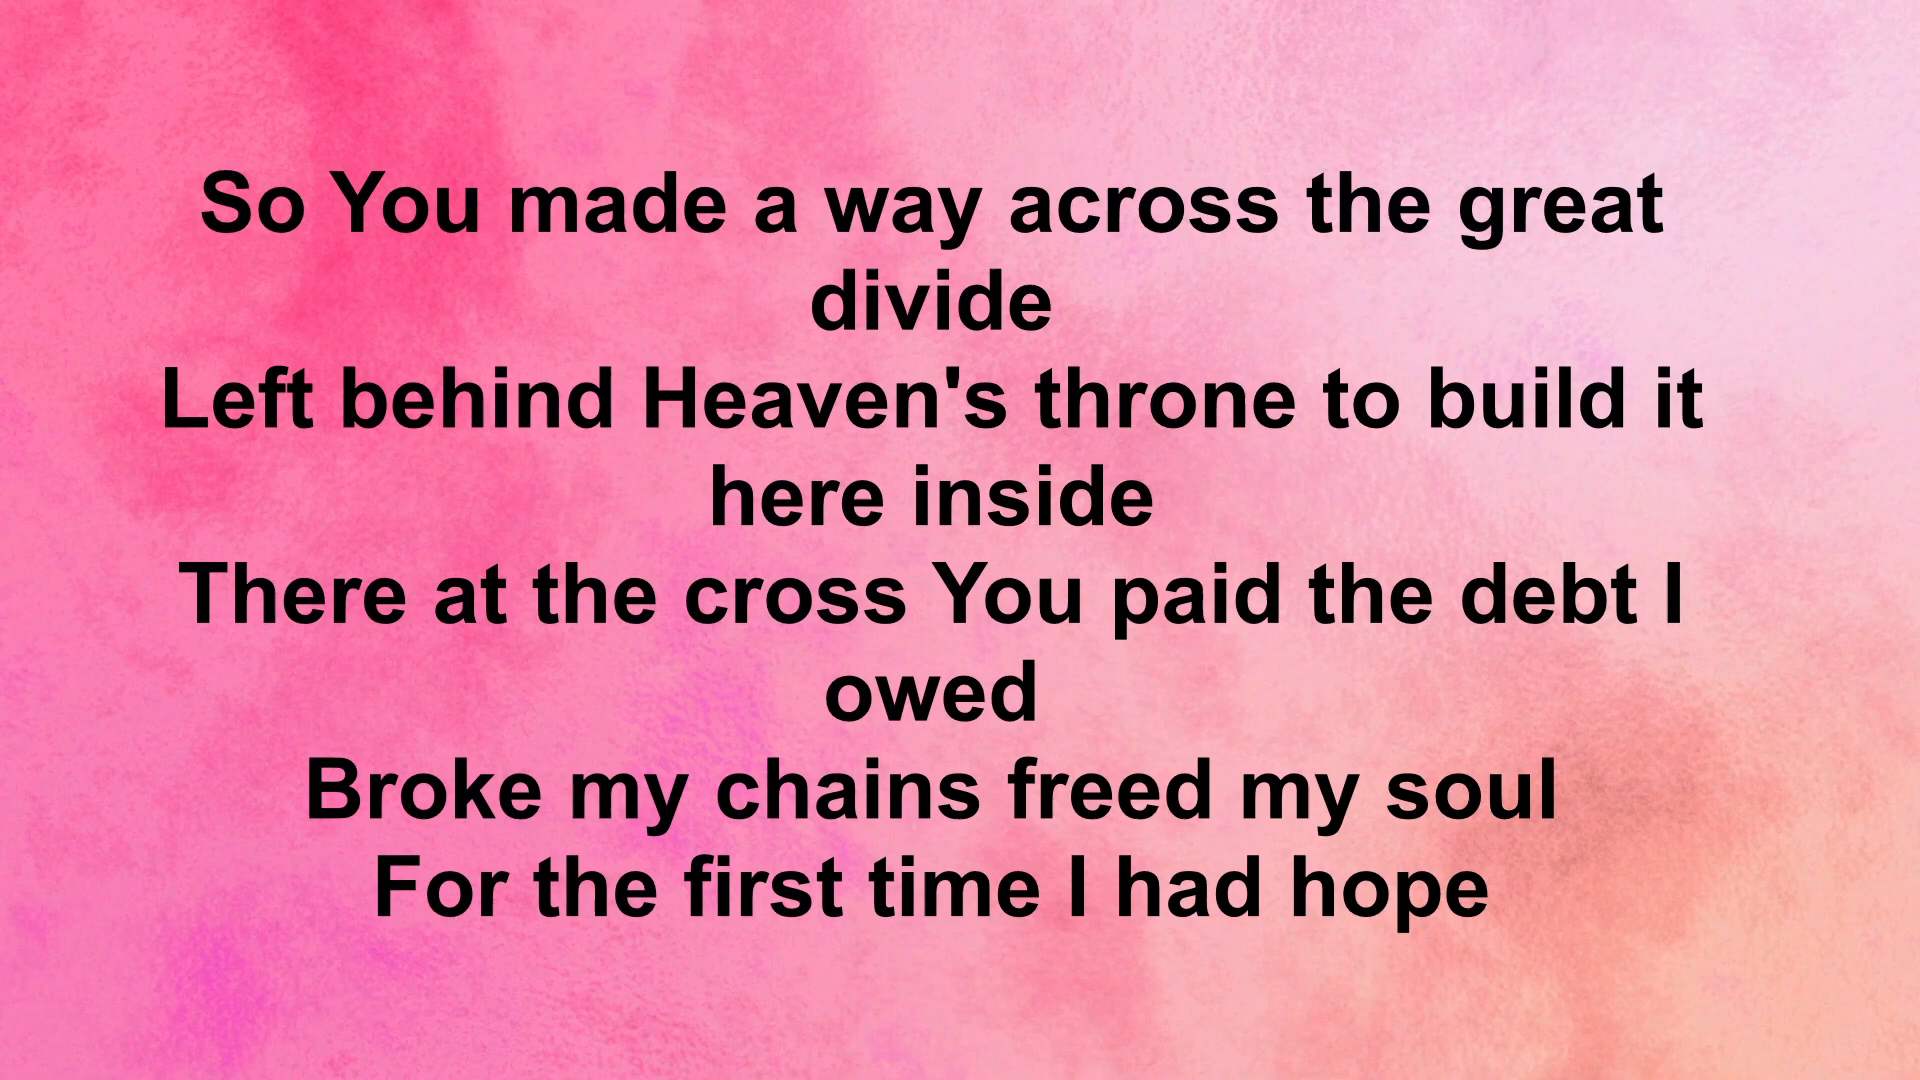 So You made a way across the great
divide
Left behind Heaven's throne to build it
here inside
There at the cross You paid the debt I
owed
Broke my chains freed my soul
For the first time I had hope